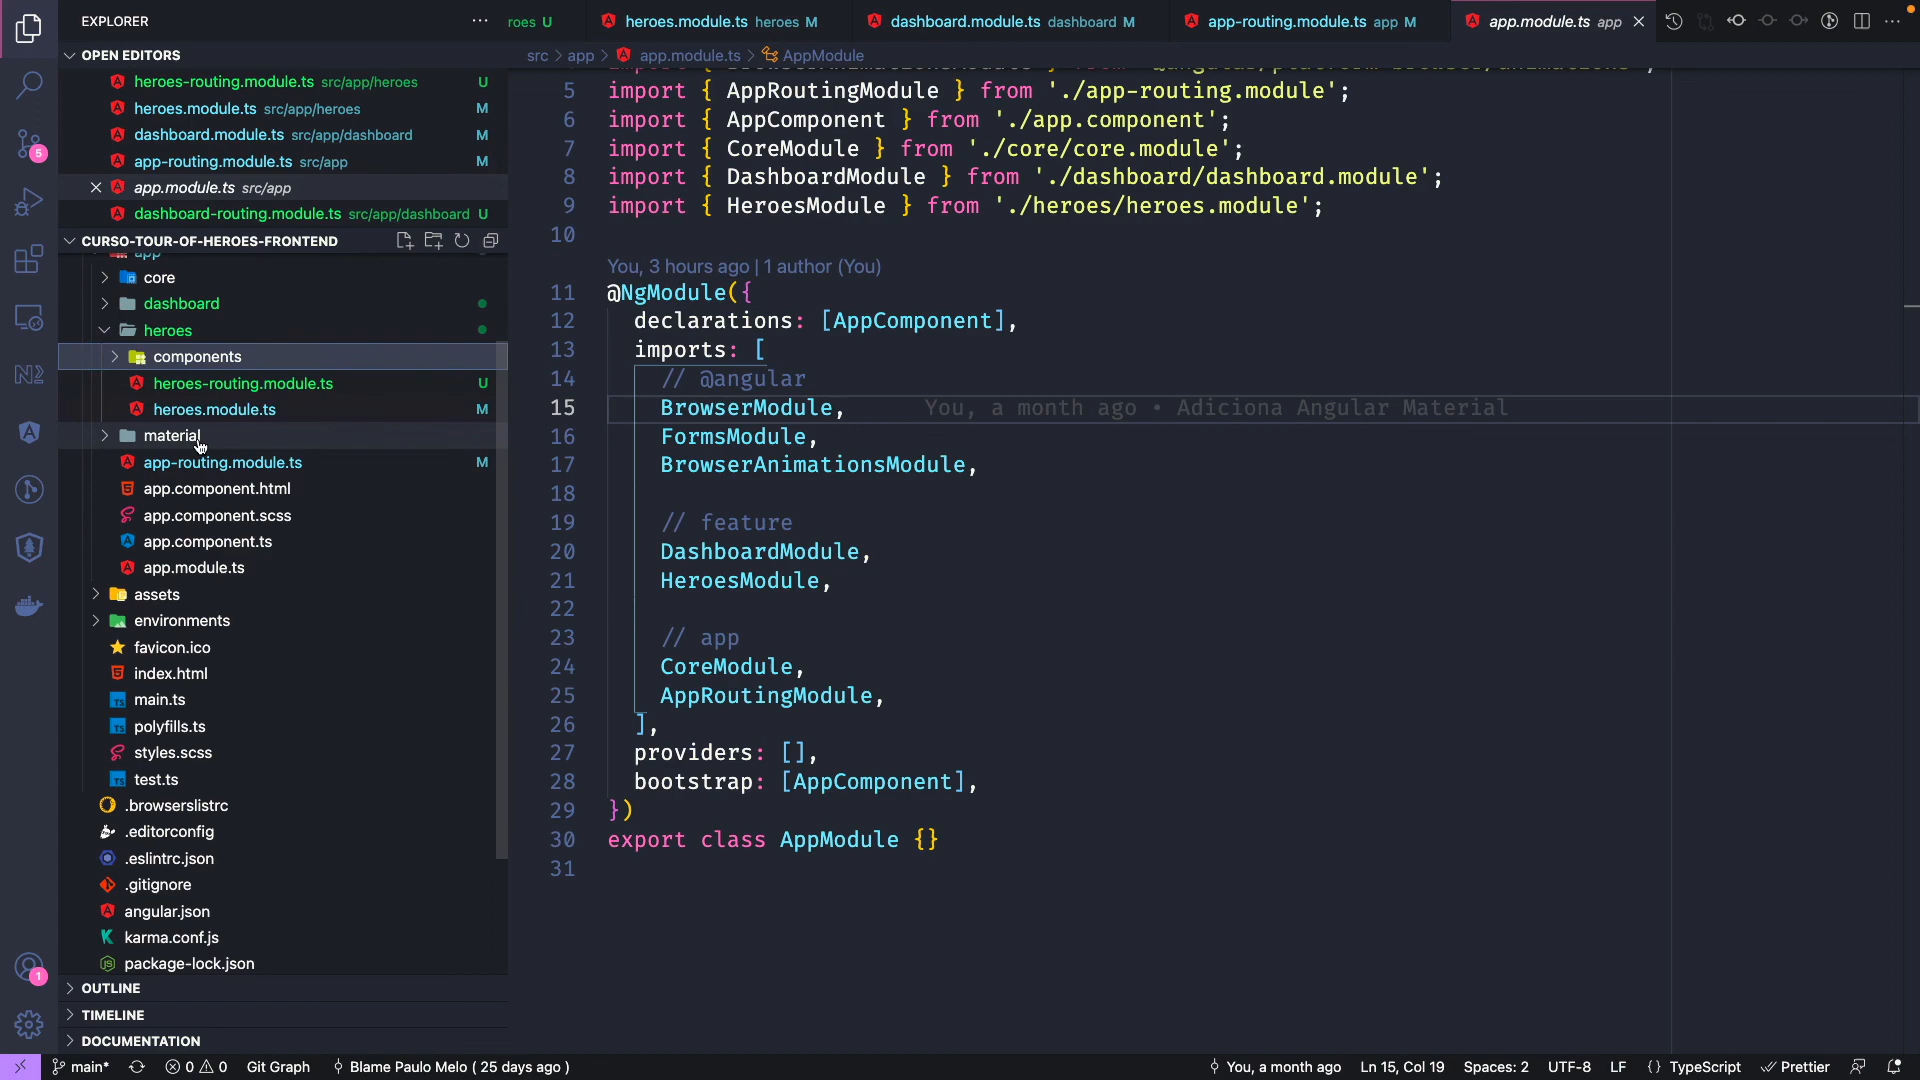 EXPLORER
roes U
heroes.module.ts heroes M
dashboard.module.ts dashboard M
app-routing.module.ts app M
app.module.ts app
OPEN EDITORS
heroes-routing.module.ts src/app/heroes U
heroes.module.ts src/app/heroes M
dashboard.module.ts src/app/dashboard M
app-routing.module.ts src/app M
app.module.ts src/app
dashboard-routing.module.ts src/app/dashboard U
CURSO-TOUR-OF-HEROES-FRONTEND
app
core
dashboard
heroes
components
heroes-routing.module.ts U
heroes.module.ts M
material
app-routing.module.ts M
app.component.html
app.component.scss
app.component.ts
app.module.ts
assets
environments
favicon.ico
index.html
main.ts
polyfills.ts
styles.scss
test.ts
.browserslistrc
.editorconfig
.eslintrc.json
.gitignore
angular.json
karma.conf.js
package-lock.json
OUTLINE
TIMELINE
DOCUMENTATION
5
1
src > app > app.module.ts > AppModule
5 import { AppRoutingModule } from './app-routing.module';
6 import { AppComponent } from './app.component';
7 import { CoreModule } from './core/core.module';
8 import { DashboardModule } from './dashboard/dashboard.module';
9 import { HeroesModule } from './heroes/heroes.module';
10
You, 3 hours ago | 1 author (You)
11 @NgModule({
12 declarations: [AppComponent],
13 imports: [
14 // @angular
15 BrowserModule, You, a month ago • Adiciona Angular Material
16 FormsModule,
17 BrowserAnimationsModule,
18
19 // feature
20 DashboardModule,
21 HeroesModule,
22
23 // app
24 CoreModule,
25 AppRoutingModule,
26 ],
27 providers: [],
28 bootstrap: [AppComponent],
29 })
30 export class AppModule {}
31
main* 0 0 Git Graph Blame Paulo Melo ( 25 days ago ) You, a month ago Ln 15, Col 19 Spaces: 2 UTF-8 LF {} TypeScript Prettier